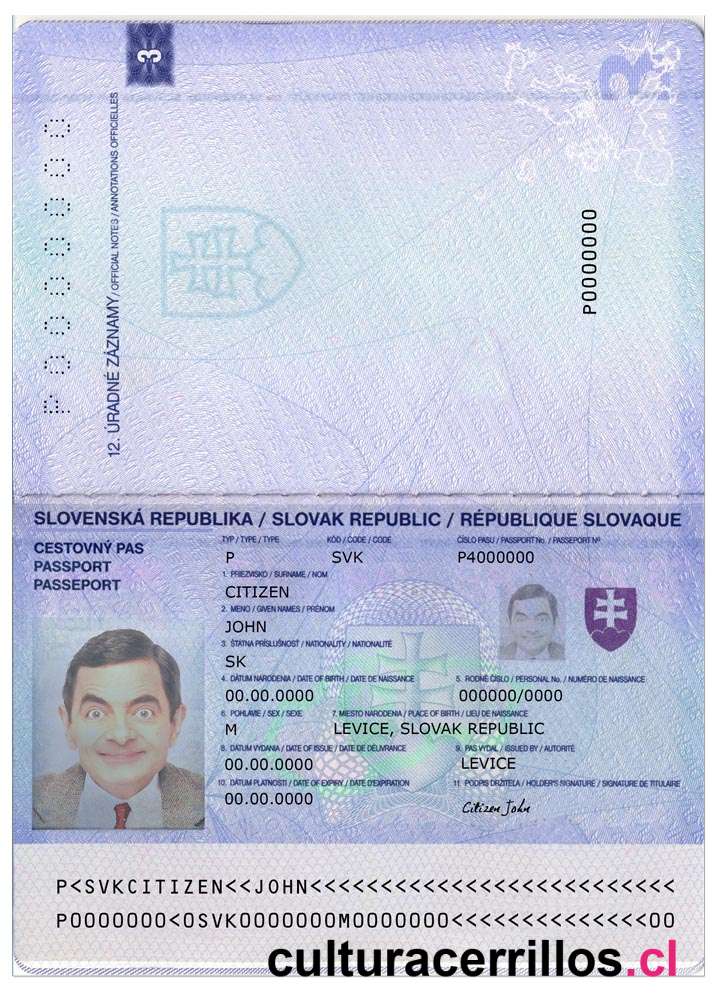 3
P0000000
12. ÚRADNÉ ZÁZNAMY / OFFICIAL NOTES / ANNOTATIONS OFFICIELLES
P0000000
SLOVENSKÁ REPUBLIKA / SLOVAK REPUBLIC / RÉPUBLIQUE SLOVAQUE
CESTOVNÝ PAS
PASSPORT
PASSEPORT
TYP / TYPE / TYPE KÓD / CODE / CODE ČÍSLO PASU / PASSPORT No. / PASSEPORT Nº
P SVK P4000000
1. PRIEZVISKO / SURNAME / NOM
CITIZEN
2. MENO / GIVEN NAMES / PRÉNOM
JOHN
3. ŠTÁTNA PRÍSLUŠNOSŤ / NATIONALITY / NATIONALITÉ
SK
4. DÁTUM NARODENIA / DATE OF BIRTH / DATE DE NAISSANCE 5. RODNÉ ČÍSLO / PERSONAL No. / NUMÉRO DE NAISSANCE
00.00.0000 000000/0000
6. POHLAVIE / SEX / SEXE 7. MIESTO NARODENIA / PLACE OF BIRTH / LIEU DE NAISSANCE
M LEVICE, SLOVAK REPUBLIC
8. DÁTUM VYDANIA / DATE OF ISSUE / DATE DE DÉLIVRANCE 9. PAS VYDAL / ISSUED BY / AUTORITÉ
00.00.0000 LEVICE
10. DÁTUM PLATNOSTI / DATE OF EXPIRY / DATE D'EXPIRATION 11. PODPIS DRŽITEĽA / HOLDER'S SIGNATURE / SIGNATURE DE TITULAIRE
00.00.0000 Citizen John
P<SVKCITIZEN<<JOHN<<<<<<<<<<<<<<<<<<<<<<<<<<
P0000000<0SVK0000000M0000000<<<<<<<<<<<<<<00
culturacerrillos.cl